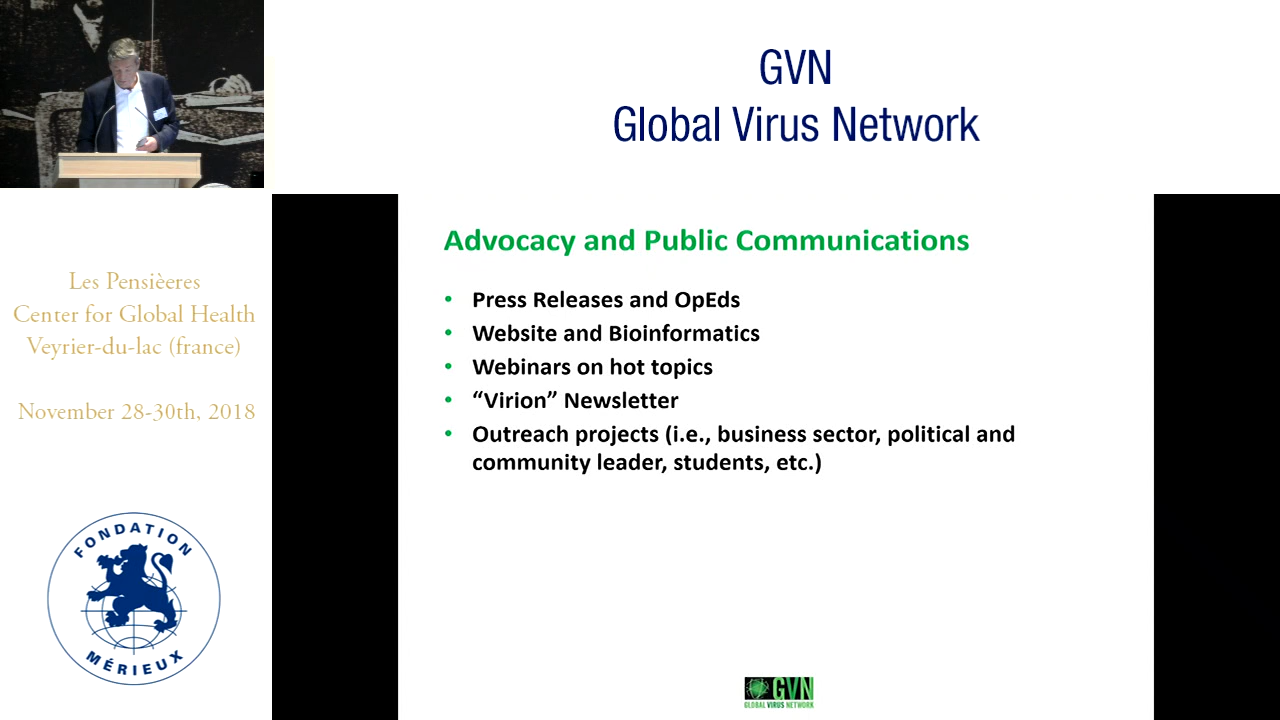 GVN
Global Virus Network
Les Pensièeres
Center for Global Health
Veyrier-du-lac (france)
November 28-30th, 2018
FONDATION
MÉRIEUX
Advocacy and Public Communications
• Press Releases and OpEds
• Website and Bioinformatics
• Webinars on hot topics
• “Virion” Newsletter
• Outreach projects (i.e., business sector, political and
community leader, students, etc.)
GVN
GLOBAL VIRUS NETWORK